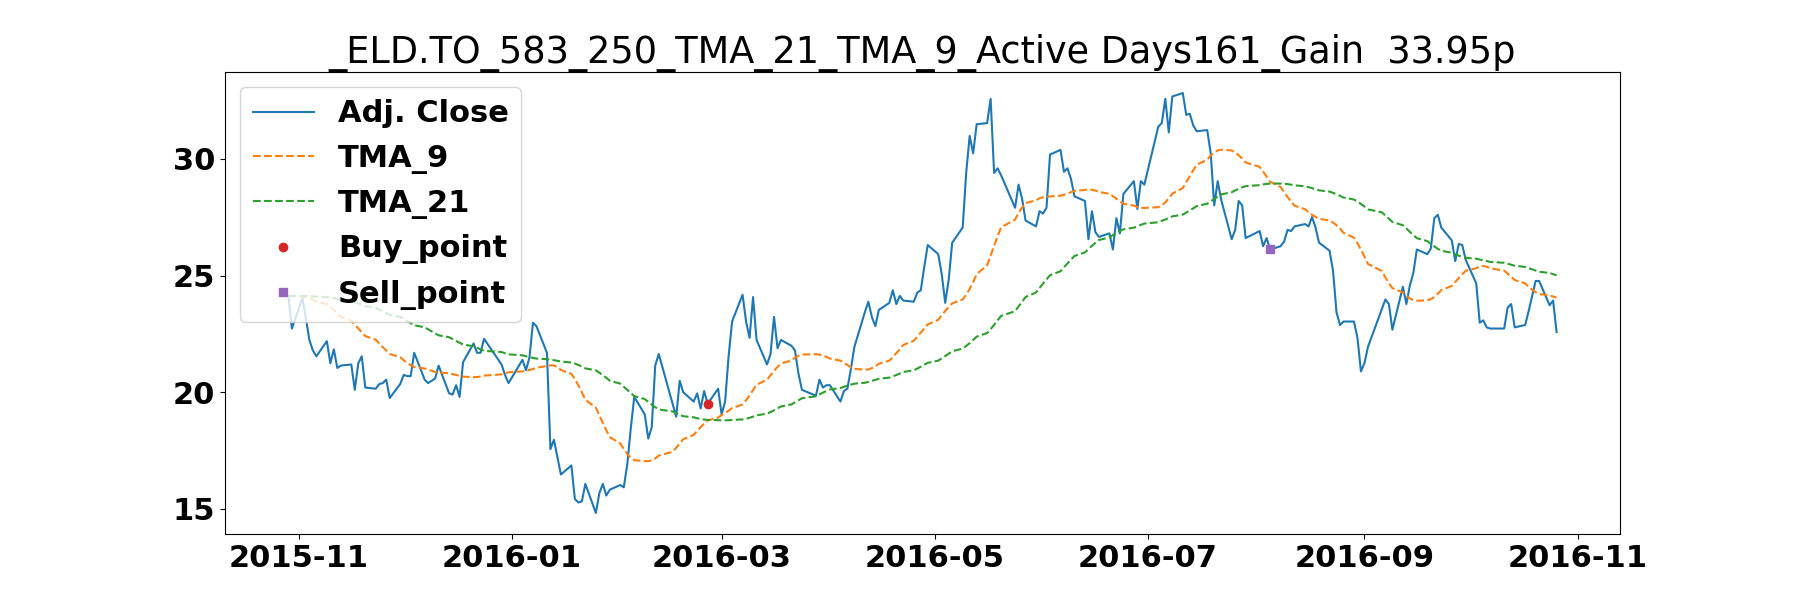 _ELD.TO_583_250_TMA_21_TMA_9_Active Days161_Gain  33.95p
Adj. Close
TMA_9
TMA_21
Buy_point
Sell_point
30
25
20
15
2015-11
2016-01
2016-03
2016-05
2016-07
2016-09
2016-11